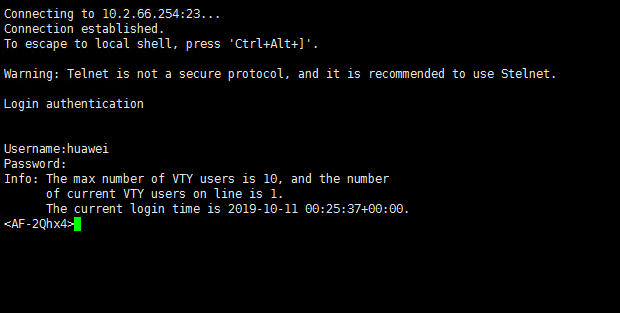 Connecting to 10.2.66.254:23...
Connection established.
To escape to local shell, press 'Ctrl+Alt+]'.
Warning: Telnet is not a secure protocol, and it is recommended to use Stelnet.
Login authentication
Username:huawei
Password:
Info: The max number of VTY users is 10, and the number
of current VTY users on line is 1.
The current login time is 2019-10-11 00:25:37+00:00.
<AF-2Qhx4>